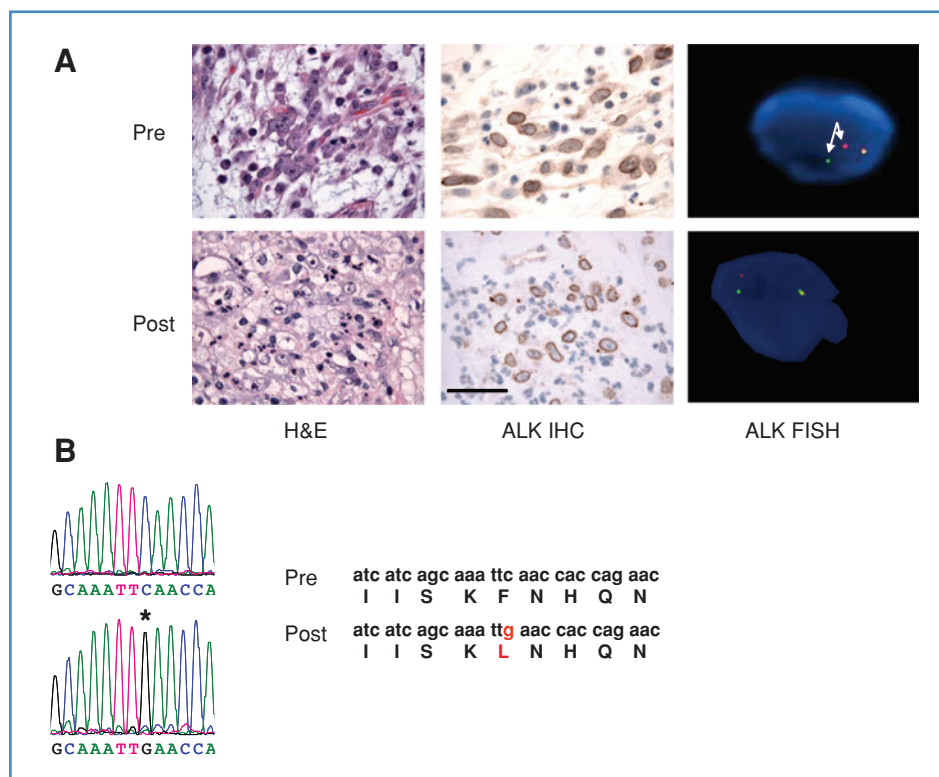 A
Pre
Post
H&E ALK IHC ALK FISH
B
GCAAATTCAACCA
*
GCAAATTGAACCA
Pre atc atc agc aaa ttc aac cac cag aac
I I S K F N H Q N
Post atc atc agc aaa ttg aac cac cag aac
I I S K L N H Q N